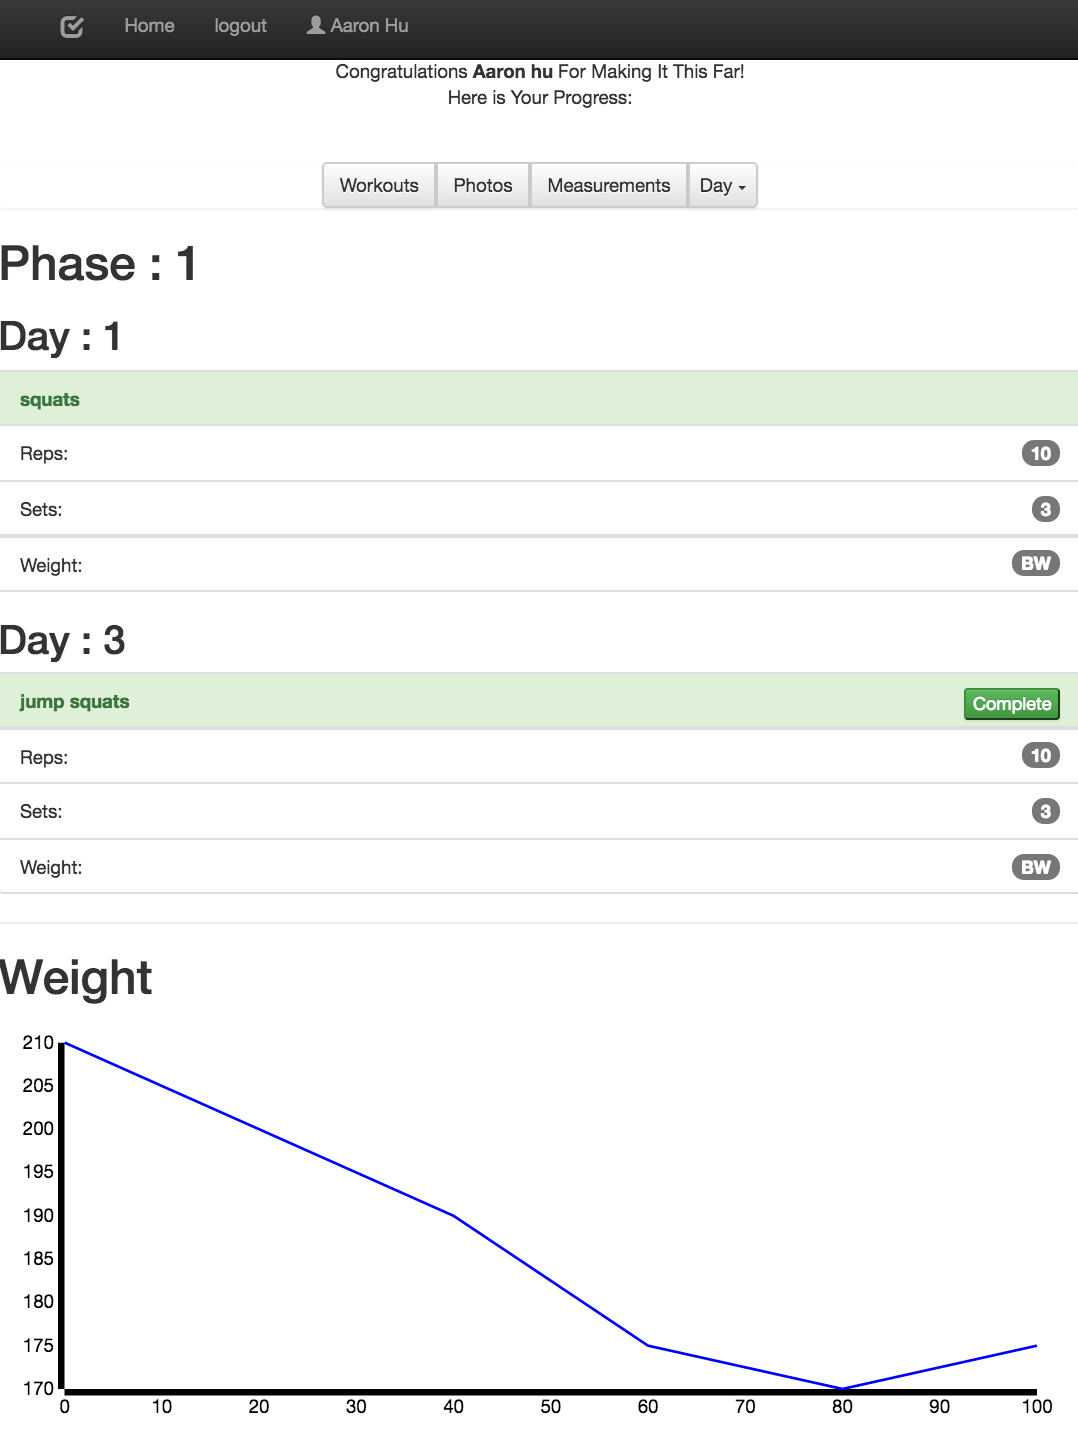 Home logout Aaron Hu
Congratulations Aaron hu For Making It This Far!
Here is Your Progress:
Workouts Photos Measurements Day
Phase : 1
Day : 1
squats
Reps: 10
Sets: 3
Weight: BW
Day : 3
jump squats Complete
Reps: 10
Sets: 3
Weight: BW
Weight
210
205
200
195
190
185
180
175
170
0 10 20 30 40 50 60 70 80 90 100